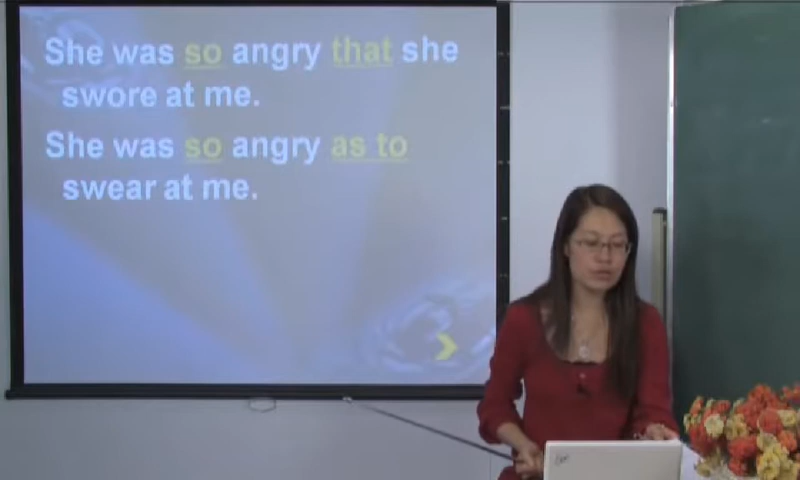 She was so angry that she
swore at me.
She was so angry as to
swear at me.